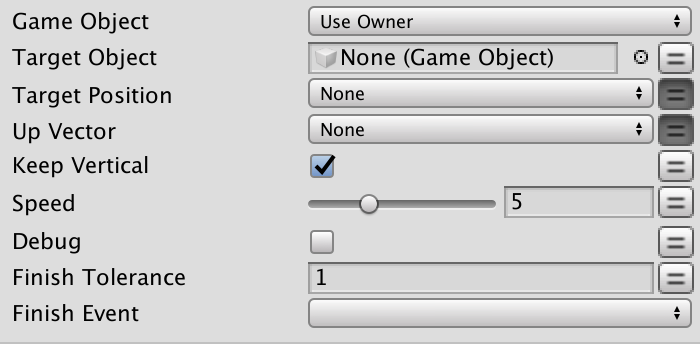 Game Object Use Owner
Target Object None (Game Object)
Target Position None
Up Vector None
Keep Vertical
Speed 5
Debug
Finish Tolerance 1
Finish Event